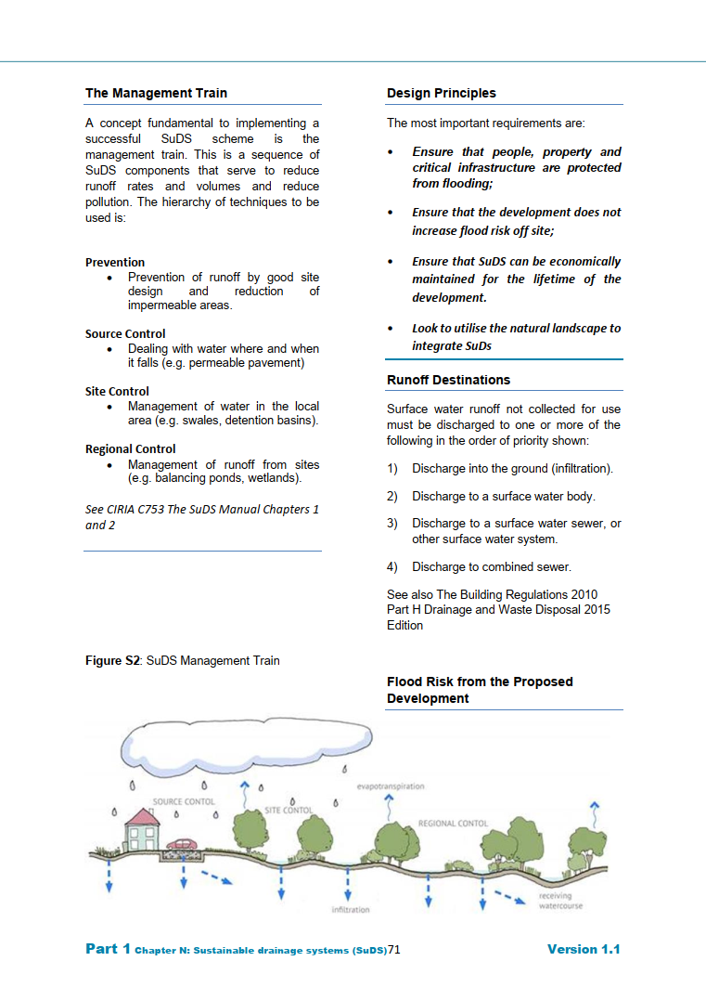 The Management Train
A concept fundamental to implementing a
successful SuDS scheme is the
management train. This is a sequence of
SuDS components that serve to reduce
runoff rates and volumes and reduce
pollution. The hierarchy of techniques to be
used is:
Prevention
• Prevention of runoff by good site
design and reduction of
impermeable areas.
Source Control
• Dealing with water where and when
it falls (e.g. permeable pavement)
Site Control
• Management of water in the local
area (e.g. swales, detention basins).
Regional Control
• Management of runoff from sites
(e.g. balancing ponds, wetlands).
See CIRIA C753 The SuDS Manual Chapters 1
and 2
Design Principles
The most important requirements are:
• Ensure that people, property and
critical infrastructure are protected
from flooding;
• Ensure that the development does not
increase flood risk off site;
• Ensure that SuDS can be economically
maintained for the lifetime of the
development.
• Look to utilise the natural landscape to
integrate SuDs
Runoff Destinations
Surface water runoff not collected for use
must be discharged to one or more of the
following in the order of priority shown:
1) Discharge into the ground (infiltration).
2) Discharge to a surface water body.
3) Discharge to a surface water sewer, or
other surface water system.
4) Discharge to combined sewer.
See also The Building Regulations 2010
Part H Drainage and Waste Disposal 2015
Edition
Flood Risk from the Proposed
Development
Figure S2: SuDS Management Train
SOURCE CONTOL
SITE CONTOL
evapotranspiration
REGIONAL CONTOL
infiltration
receiving
watercourse
Part 1 Chapter N: Sustainable drainage systems (SuDS)71
Version 1.1